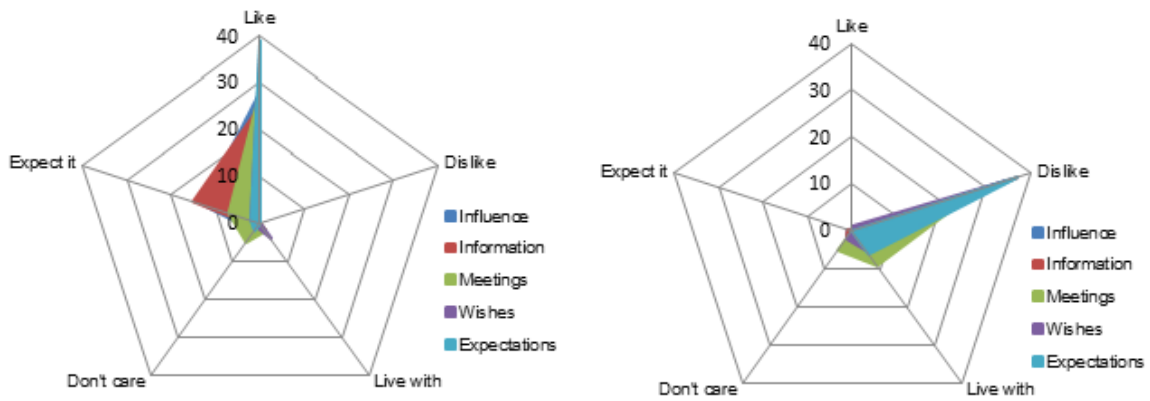 Like
40
30
20
10
0
Expect it
Dislike
Don't care
Live with
Influence
Information
Meetings
Wishes
Expectations
Like
40
30
20
10
0
Expect it
Dislike
Don't care
Live with
Influence
Information
Meetings
Wishes
Expectations